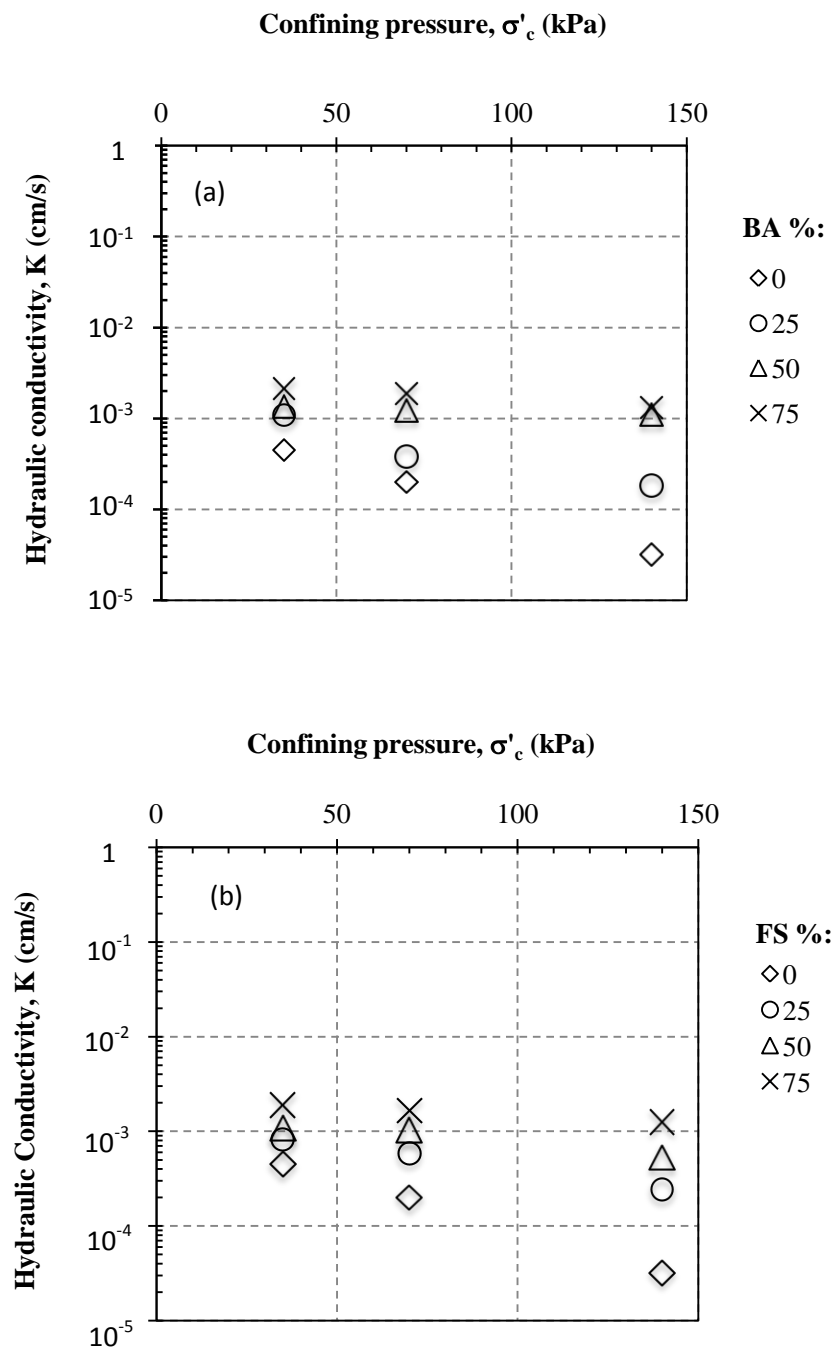 Confining pressure, σ'c (kPa)
0 50 100 150
1
10-1
10-2
10-3
10-4
10-5
Hydraulic conductivity, K (cm/s)
(a)
BA %:
0
25
50
75
Confining pressure, σ'c (kPa)
0 50 100 150
1
10-1
10-2
10-3
10-4
10-5
Hydraulic Conductivity, K (cm/s)
(b)
FS %:
0
25
50
75